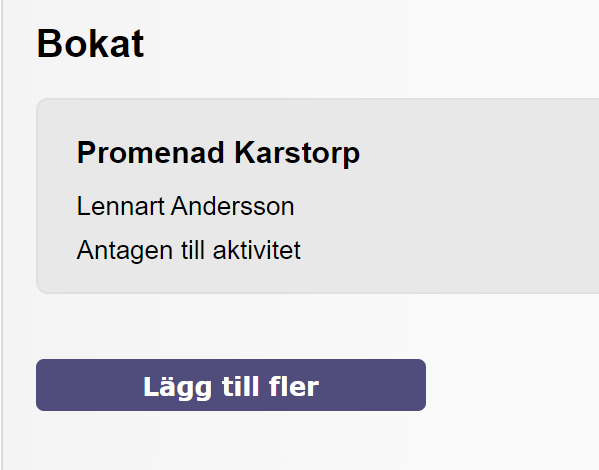 Bokat
Promenad Karstorp
Lennart Andersson
Antagen till aktivitet
Lägg till fler